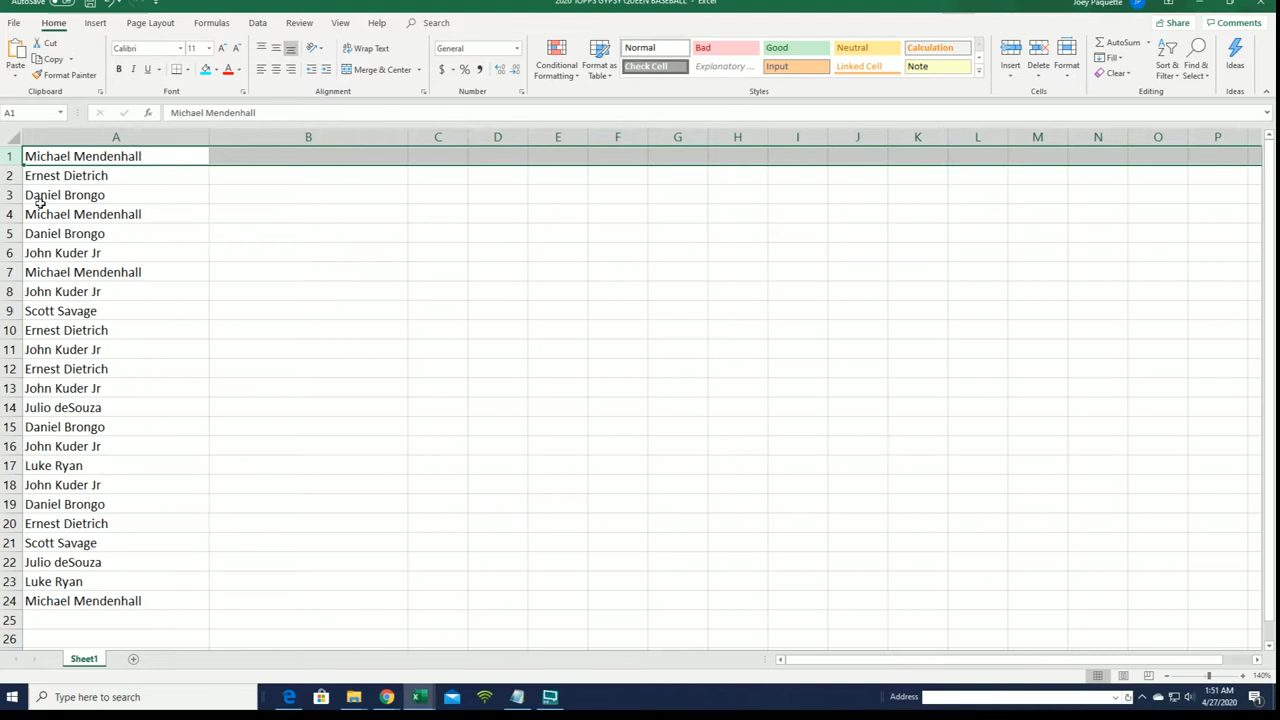 AutoSave
2020 TOPPS GYPSY QUEEN BASEBALL - Excel
Joey Paquette
JP
File Home Insert Page Layout Formulas Data Review View Help Search
Share Comments
Paste
Cut
Copy
Format Painter
Calibri 11 A A
B I U A
Wrap Text
Merge & Center
General
$ % ,
Conditional Formatting
Format as Table
Normal Bad Good Neutral Calculation
Check Cell Explanatory ... Input Linked Cell Note
Insert Delete Format
AutoSum
Fill
Clear
Sort & Filter
Find & Select
Ideas
Clipboard Font Alignment Number Styles Cells Editing Ideas
A1 fx Michael Mendenhall
A B C D E F G H I J K L M N O P
1 Michael Mendenhall
2 Ernest Dietrich
3 Daniel Brongo
4 Michael Mendenhall
5 Daniel Brongo
6 John Kuder Jr
7 Michael Mendenhall
8 John Kuder Jr
9 Scott Savage
10 Ernest Dietrich
11 John Kuder Jr
12 Ernest Dietrich
13 John Kuder Jr
14 Julio deSouza
15 Daniel Brongo
16 John Kuder Jr
17 Luke Ryan
18 John Kuder Jr
19 Daniel Brongo
20 Ernest Dietrich
21 Scott Savage
22 Julio deSouza
23 Luke Ryan
24 Michael Mendenhall
25
26
Sheet1
140%
Type here to search
Address
1:51 AM
4/27/2020